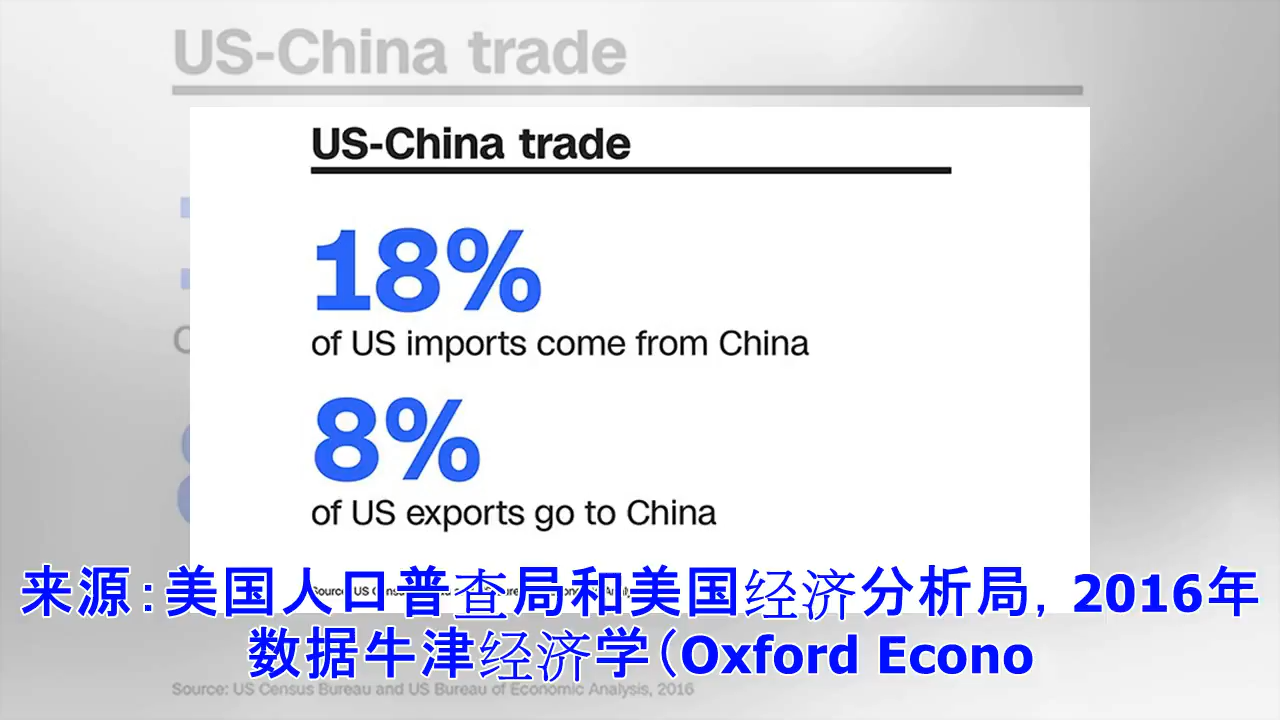 US-China trade
US-China trade
18%
of US imports come from China
8%
of US exports go to China
来源:美国人口普查局和美国经济分析局, 2016年
数据牛津经济学(Oxford Econo
Source: US Census Bureau and US Bureau of Economic Analysis, 2016